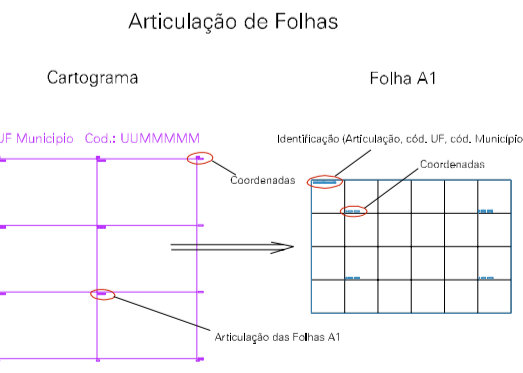 Articulação de Folhas
Cartograma
Folha A1
UF Municipio Cod.: UUMMMMM
Identificação (Articulação, cód. UF, cód. Município
Coordenadas
Coordenadas
Articulação das Folhas A1